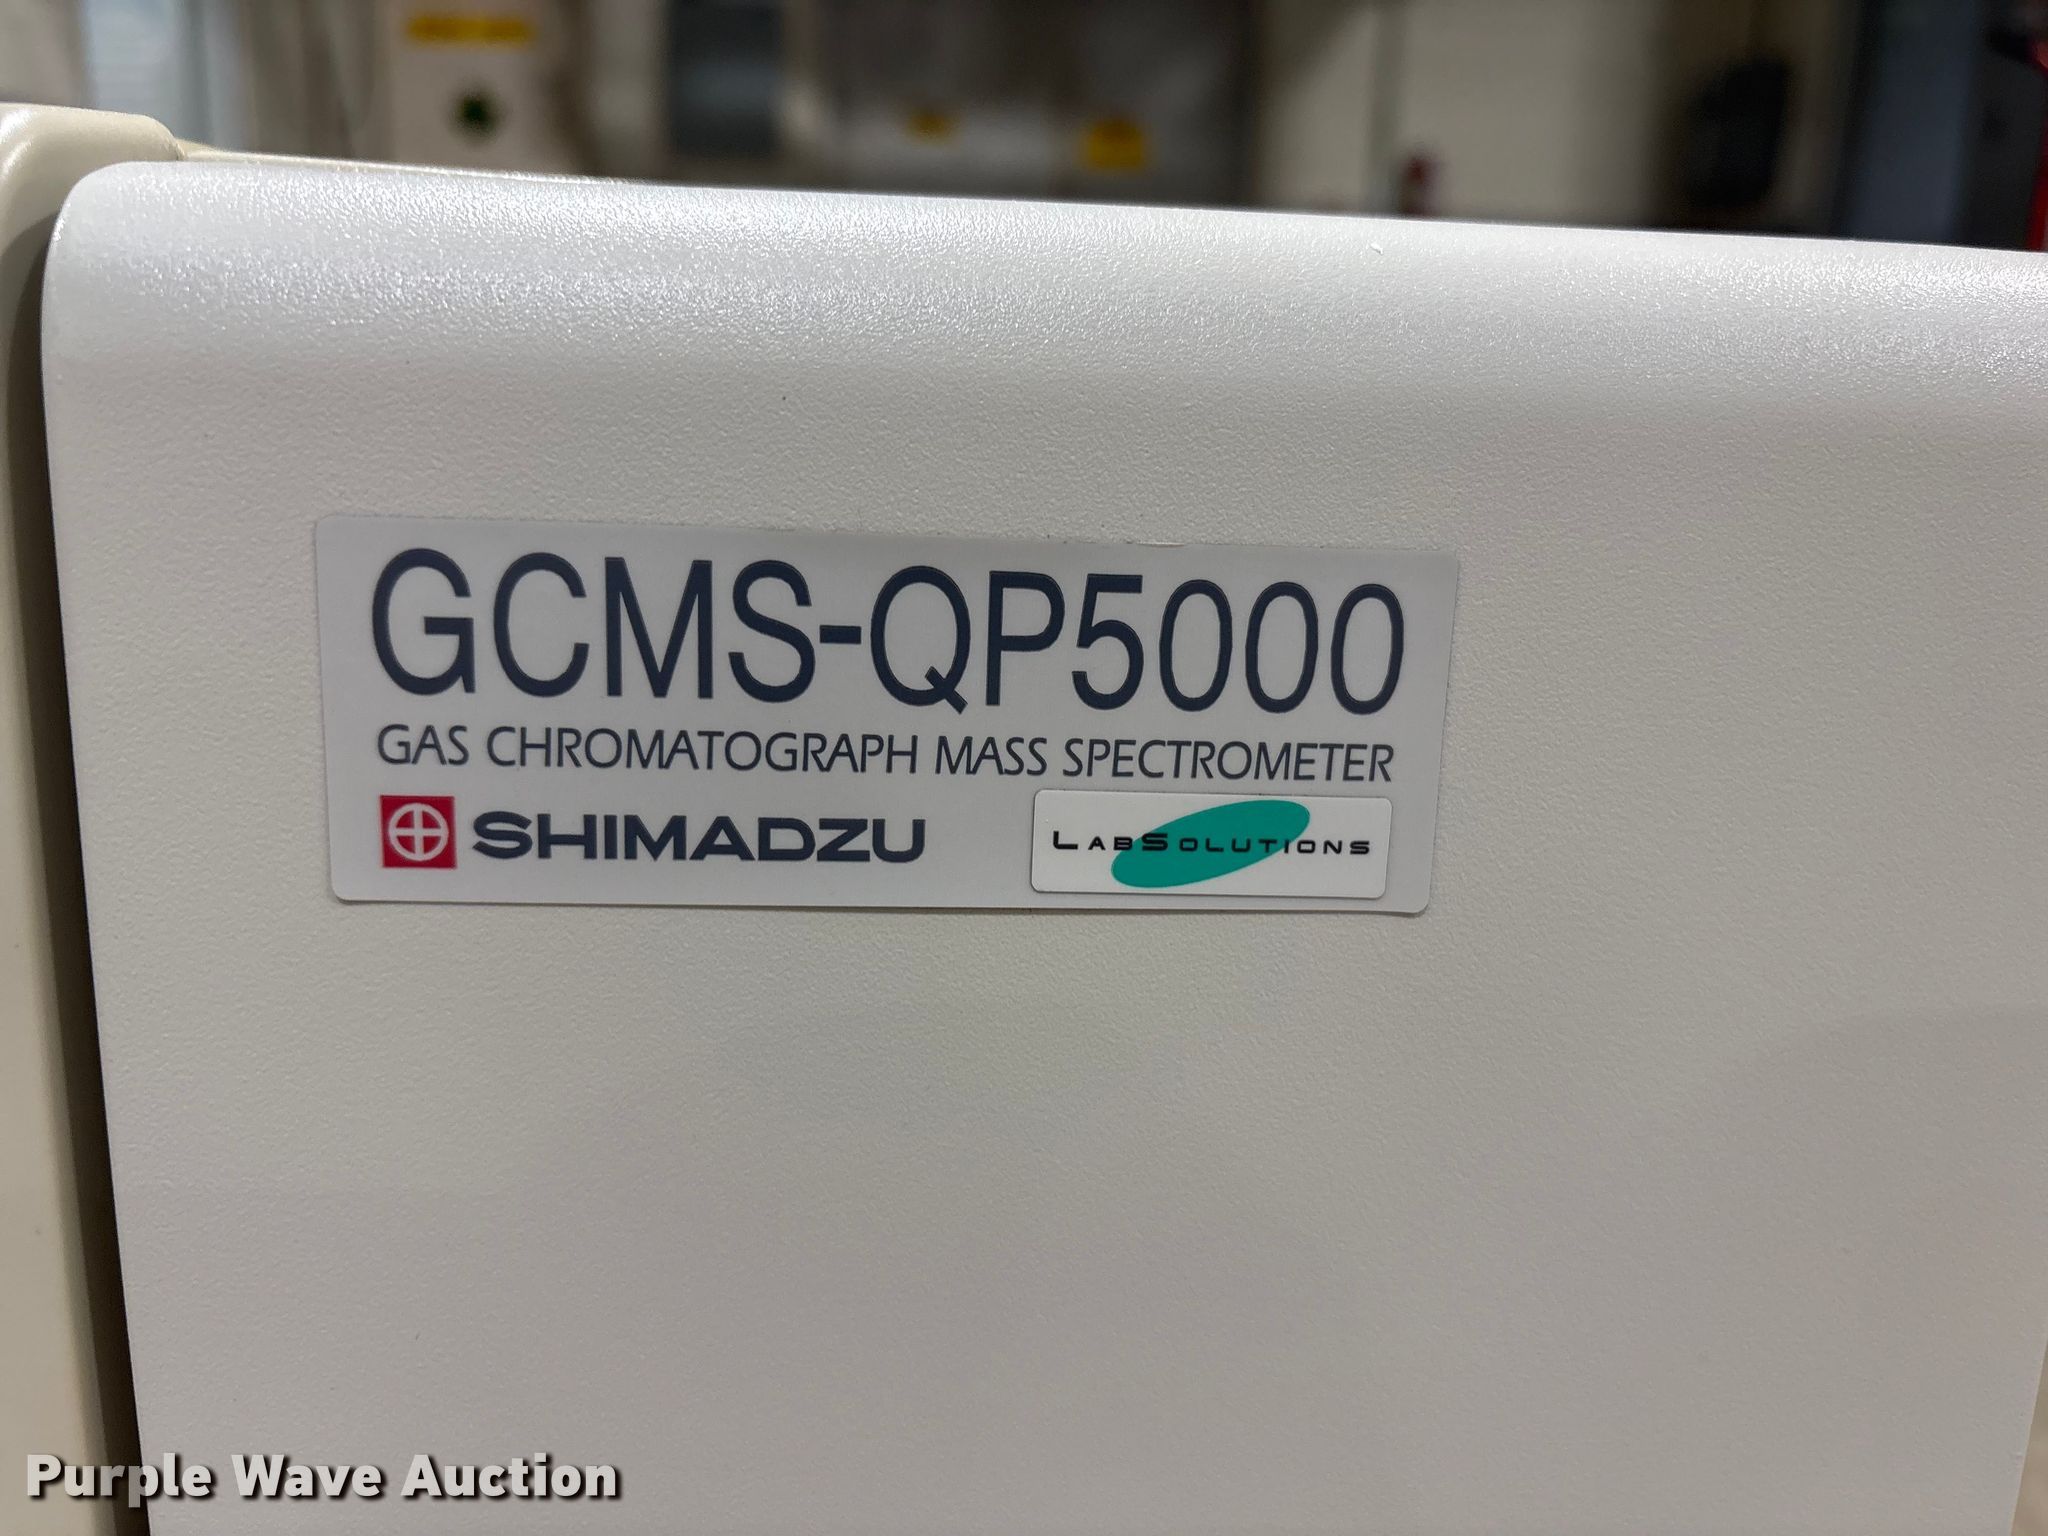 GCMS-QP5000
GAS CHROMATOGRAPH MASS SPECTROMETER
SHIMADZU
LABSOLUTIONS
Purple Wave Auction